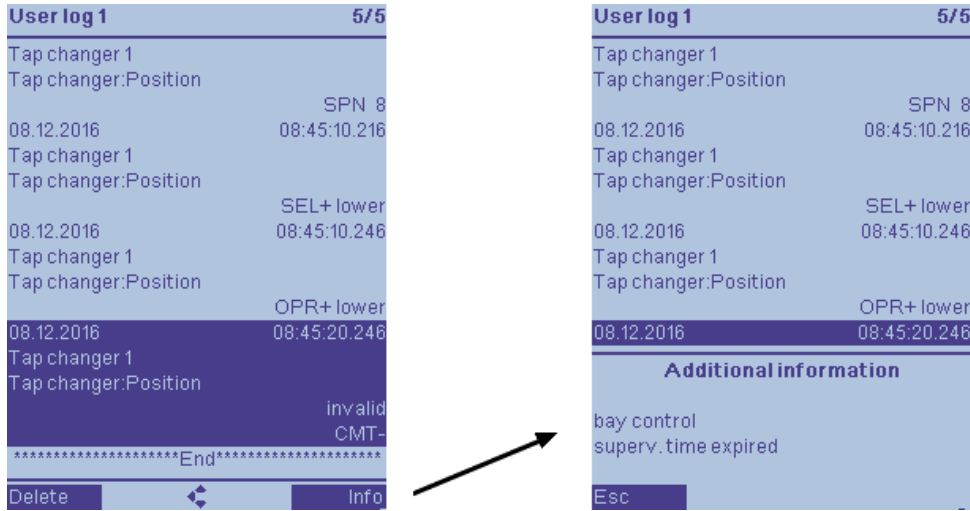 User log 1 5/5
Tap changer 1
Tap changer:Position
SPN 8
08.12.2016 08:45:10.216
Tap changer 1
Tap changer:Position
SEL+ lower
08.12.2016 08:45:10.246
Tap changer 1
Tap changer:Position
OPR+ lower
08.12.2016 08:45:20.246
Tap changer 1
Tap changer:Position
invalid
CMT-
*********************End*********************
Delete Info
User log 1 5/5
Tap changer 1
Tap changer:Position
SPN 8
08.12.2016 08:45:10.216
Tap changer 1
Tap changer:Position
SEL+ lower
08.12.2016 08:45:10.246
Tap changer 1
Tap changer:Position
OPR+ lower
08.12.2016 08:45:20.246
Additional information
bay control
superv. time expired
Esc